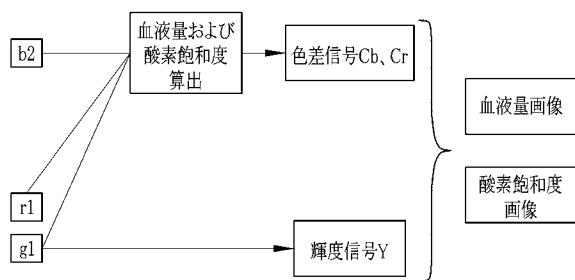 b2
血液量および
酸素飽和度
算出
色差信号Cb、Cr
血液量画像
酸素飽和度
画像
r1
g1
輝度信号Y